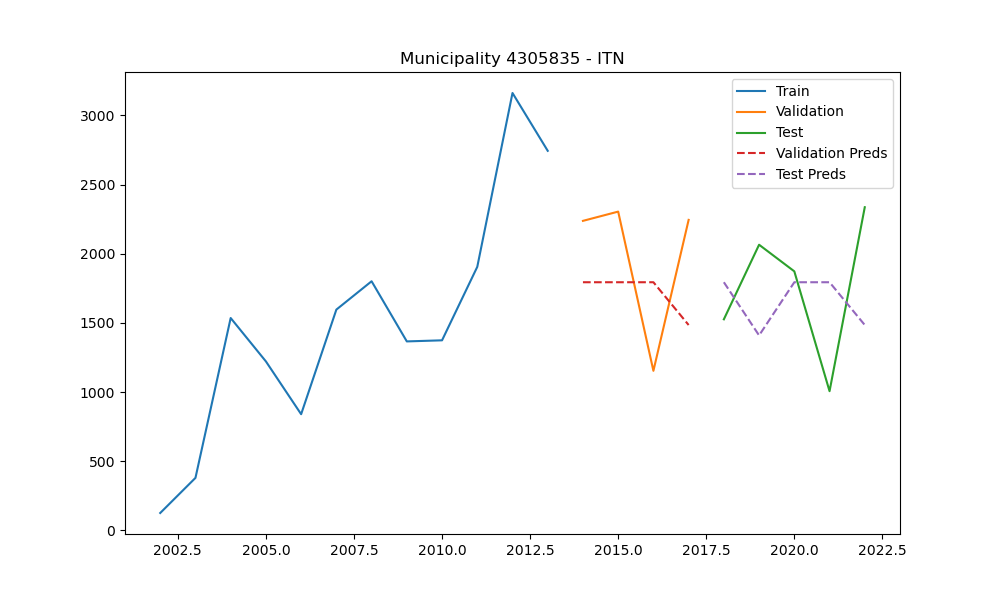 Municipality 4305835 - ITN
Train
Validation
Test
Validation Preds
Test Preds
3000
2500
2000
1500
1000
500
0
2002.5 2005.0 2007.5 2010.0 2012.5 2015.0 2017.5 2020.0 2022.5